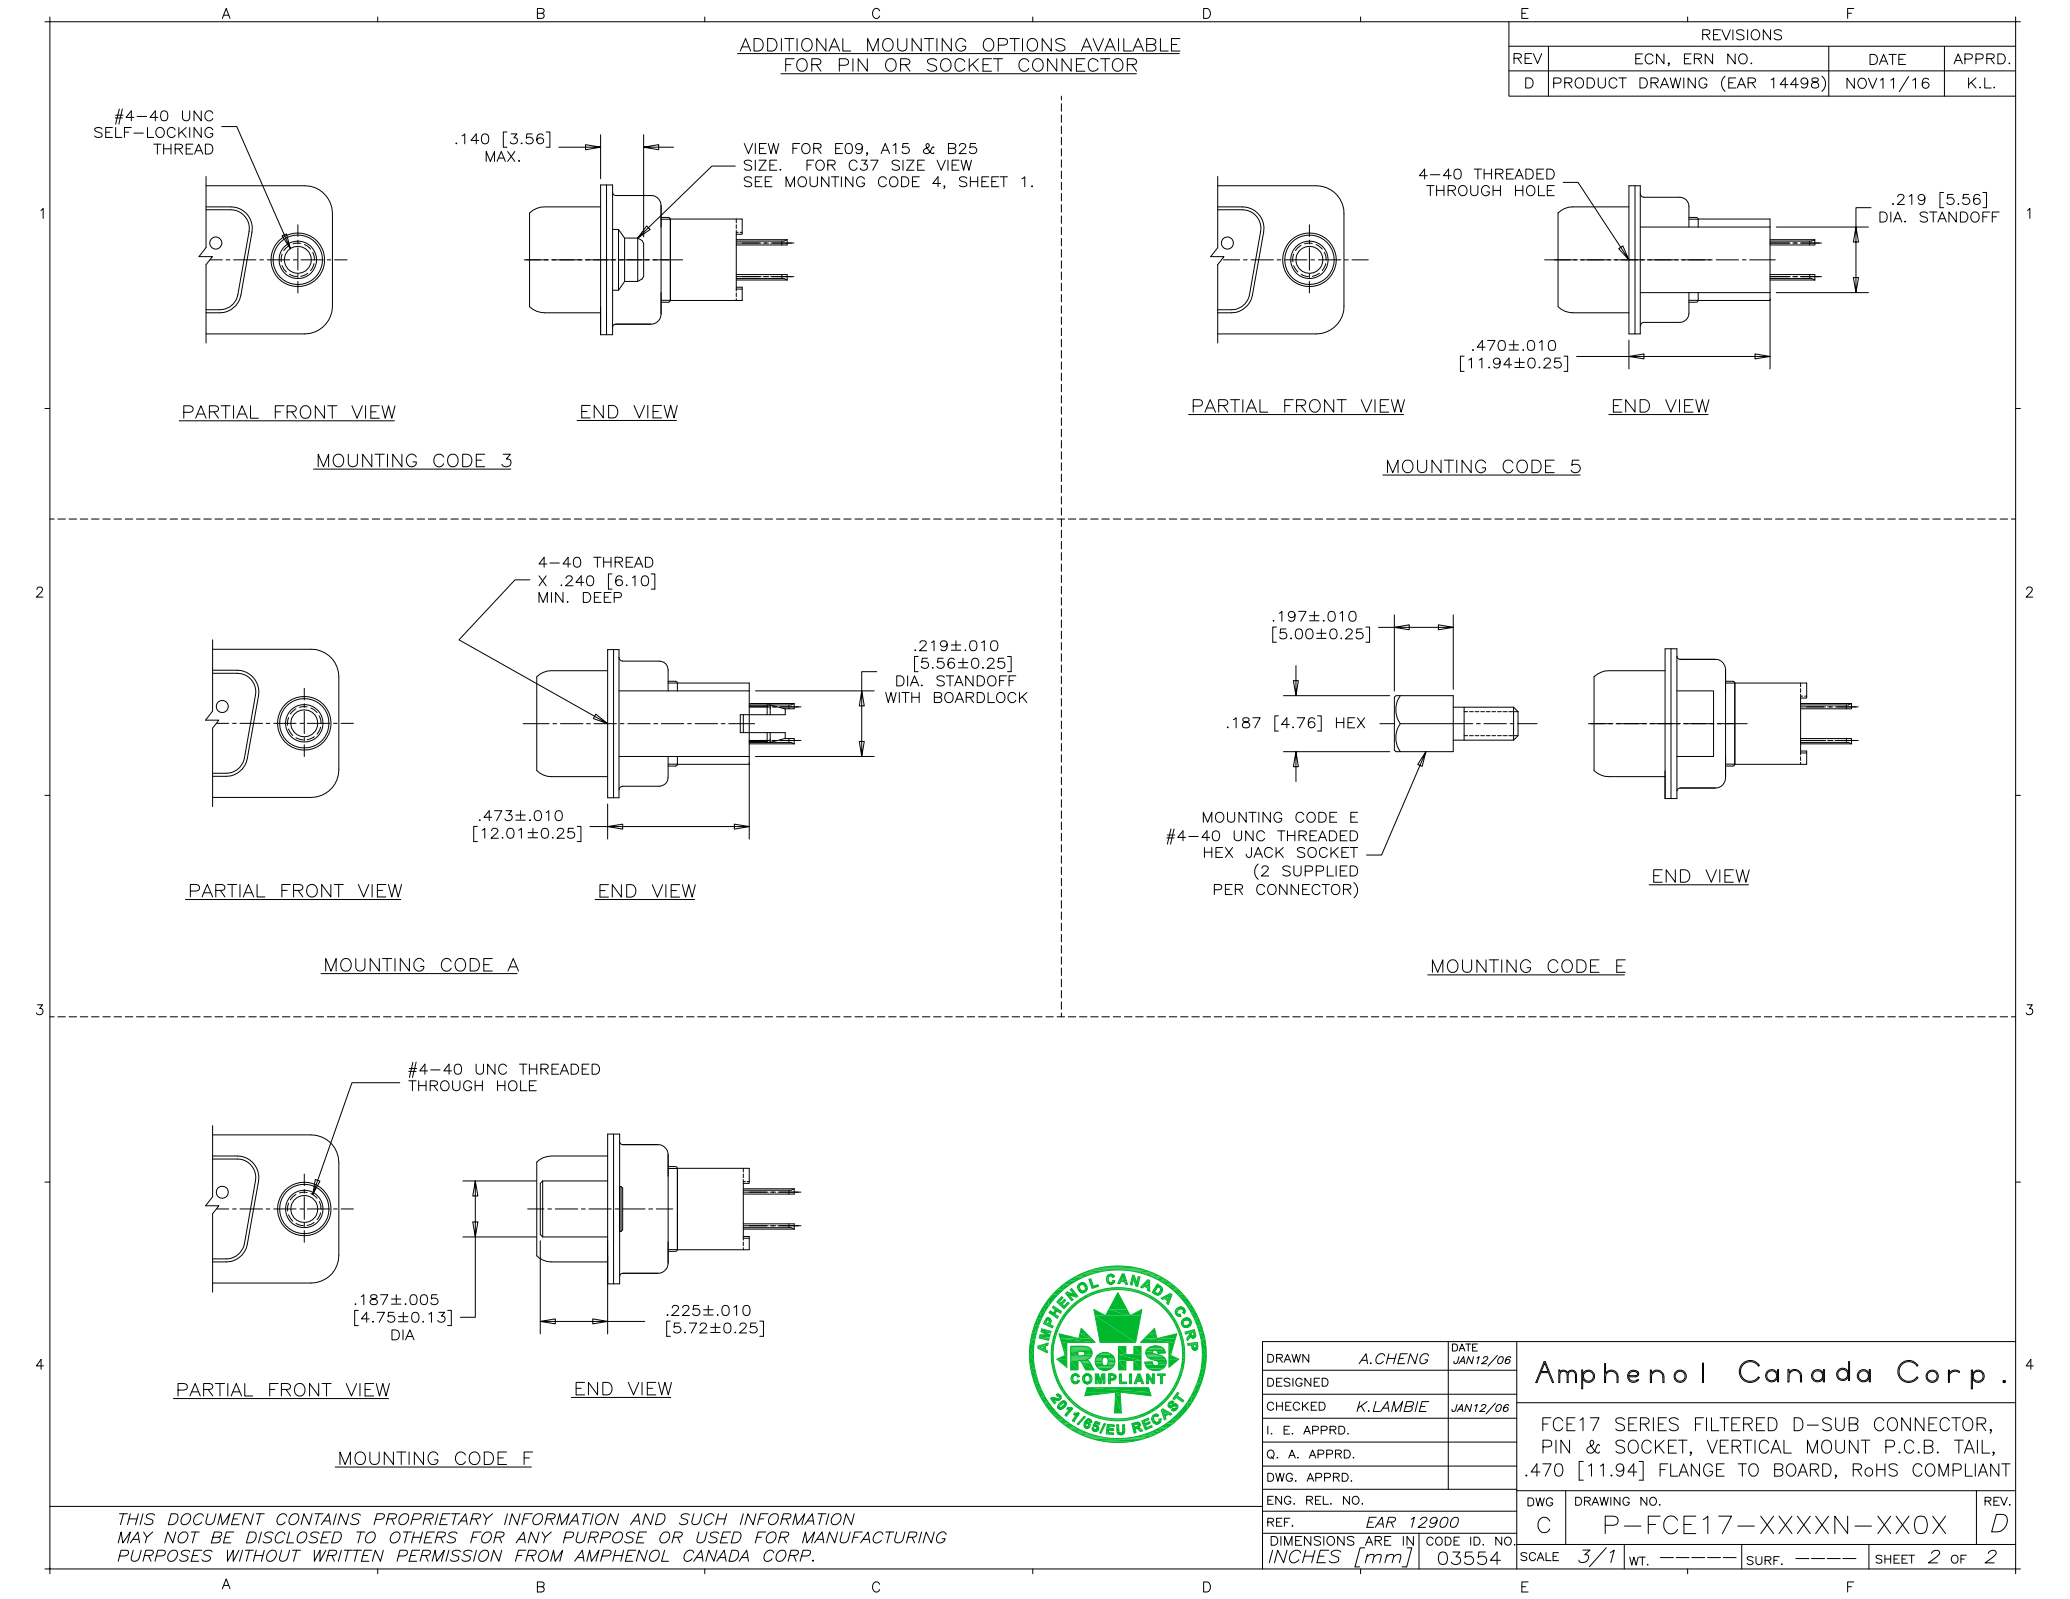 A B C D E F
ADDITIONAL MOUNTING OPTIONS AVAILABLE
FOR PIN OR SOCKET CONNECTOR
REVISIONS
REV ECN, ERN NO. DATE APPRD.
D PRODUCT DRAWING (EAR 14498) NOV11/16 K.L.
1
#4-40 UNC
SELF-LOCKING
THREAD
.140 [3.56]
MAX.
VIEW FOR E09, A15 & B25
SIZE. FOR C37 SIZE VIEW
SEE MOUNTING CODE 4, SHEET 1.
PARTIAL FRONT VIEW
END VIEW
MOUNTING CODE 3
4-40 THREADED
THROUGH HOLE
.219 [5.56]
DIA. STANDOFF
.470±.010
[11.94±0.25]
PARTIAL FRONT VIEW
END VIEW
MOUNTING CODE 5
1
2
4-40 THREAD
X .240 [6.10]
MIN. DEEP
.219±.010
[5.56±0.25]
DIA. STANDOFF
WITH BOARDLOCK
.473±.010
[12.01±0.25]
PARTIAL FRONT VIEW
END VIEW
MOUNTING CODE A
.197±.010
[5.00±0.25]
.187 [4.76] HEX
MOUNTING CODE E
#4-40 UNC THREADED
HEX JACK SOCKET
(2 SUPPLIED
PER CONNECTOR)
END VIEW
MOUNTING CODE E
2
3
3
#4-40 UNC THREADED
THROUGH HOLE
.187±.005
[4.75±0.13]
DIA
.225±.010
[5.72±0.25]
PARTIAL FRONT VIEW
END VIEW
MOUNTING CODE F
4
AMPHENOL CANADA CORP
RoHS
COMPLIANT
2011/65/EU RECAST
4
DRAWN A.CHENG DATE JAN12/06
DESIGNED
CHECKED K.LAMBIE JAN12/06
I. E. APPRD.
Q. A. APPRD.
DWG. APPRD.
ENG. REL. NO.
REF. EAR 12900
DIMENSIONS ARE IN
INCHES [mm]
CODE ID. NO.
03554
Amphenol Canada Corp.
FCE17 SERIES FILTERED D-SUB CONNECTOR,
PIN & SOCKET, VERTICAL MOUNT P.C.B. TAIL,
.470 [11.94] FLANGE TO BOARD, RoHS COMPLIANT
DWG
C
DRAWING NO.
P-FCE17-XXXXN-XX0X
REV.
D
SCALE 3/1 WT. ----- SURF. ---- SHEET 2 OF 2
THIS DOCUMENT CONTAINS PROPRIETARY INFORMATION AND SUCH INFORMATION
MAY NOT BE DISCLOSED TO OTHERS FOR ANY PURPOSE OR USED FOR MANUFACTURING
PURPOSES WITHOUT WRITTEN PERMISSION FROM AMPHENOL CANADA CORP.
A B C D E F